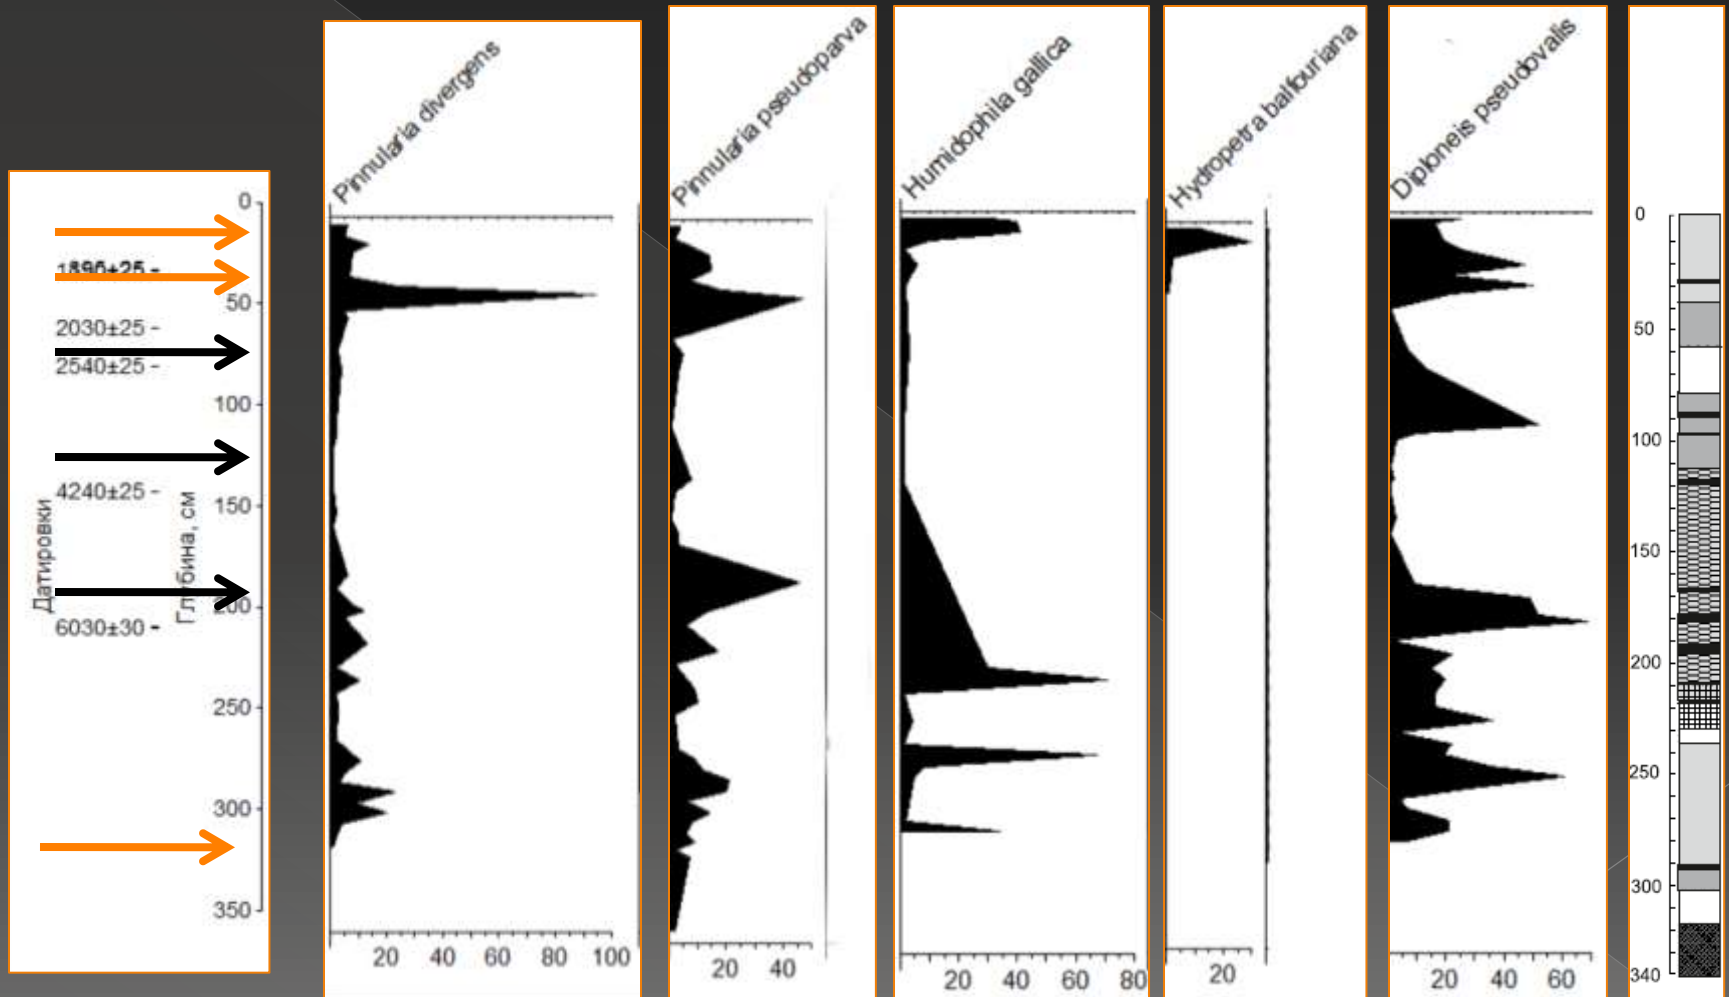 Pinnularia divergens
Pinnularia pseudoparva
Humidophila gallica
Hydropetra balfouriana
Diploneis pseudovalis
Датировки
Глубина, см
2030±25
2540±25
4240±25
6030±30
0
50
100
150
200
250
300
350
20 40 60 80 100
20 40
20 40 60 80
20
20 40 60
0
50
100
150
200
250
300
340